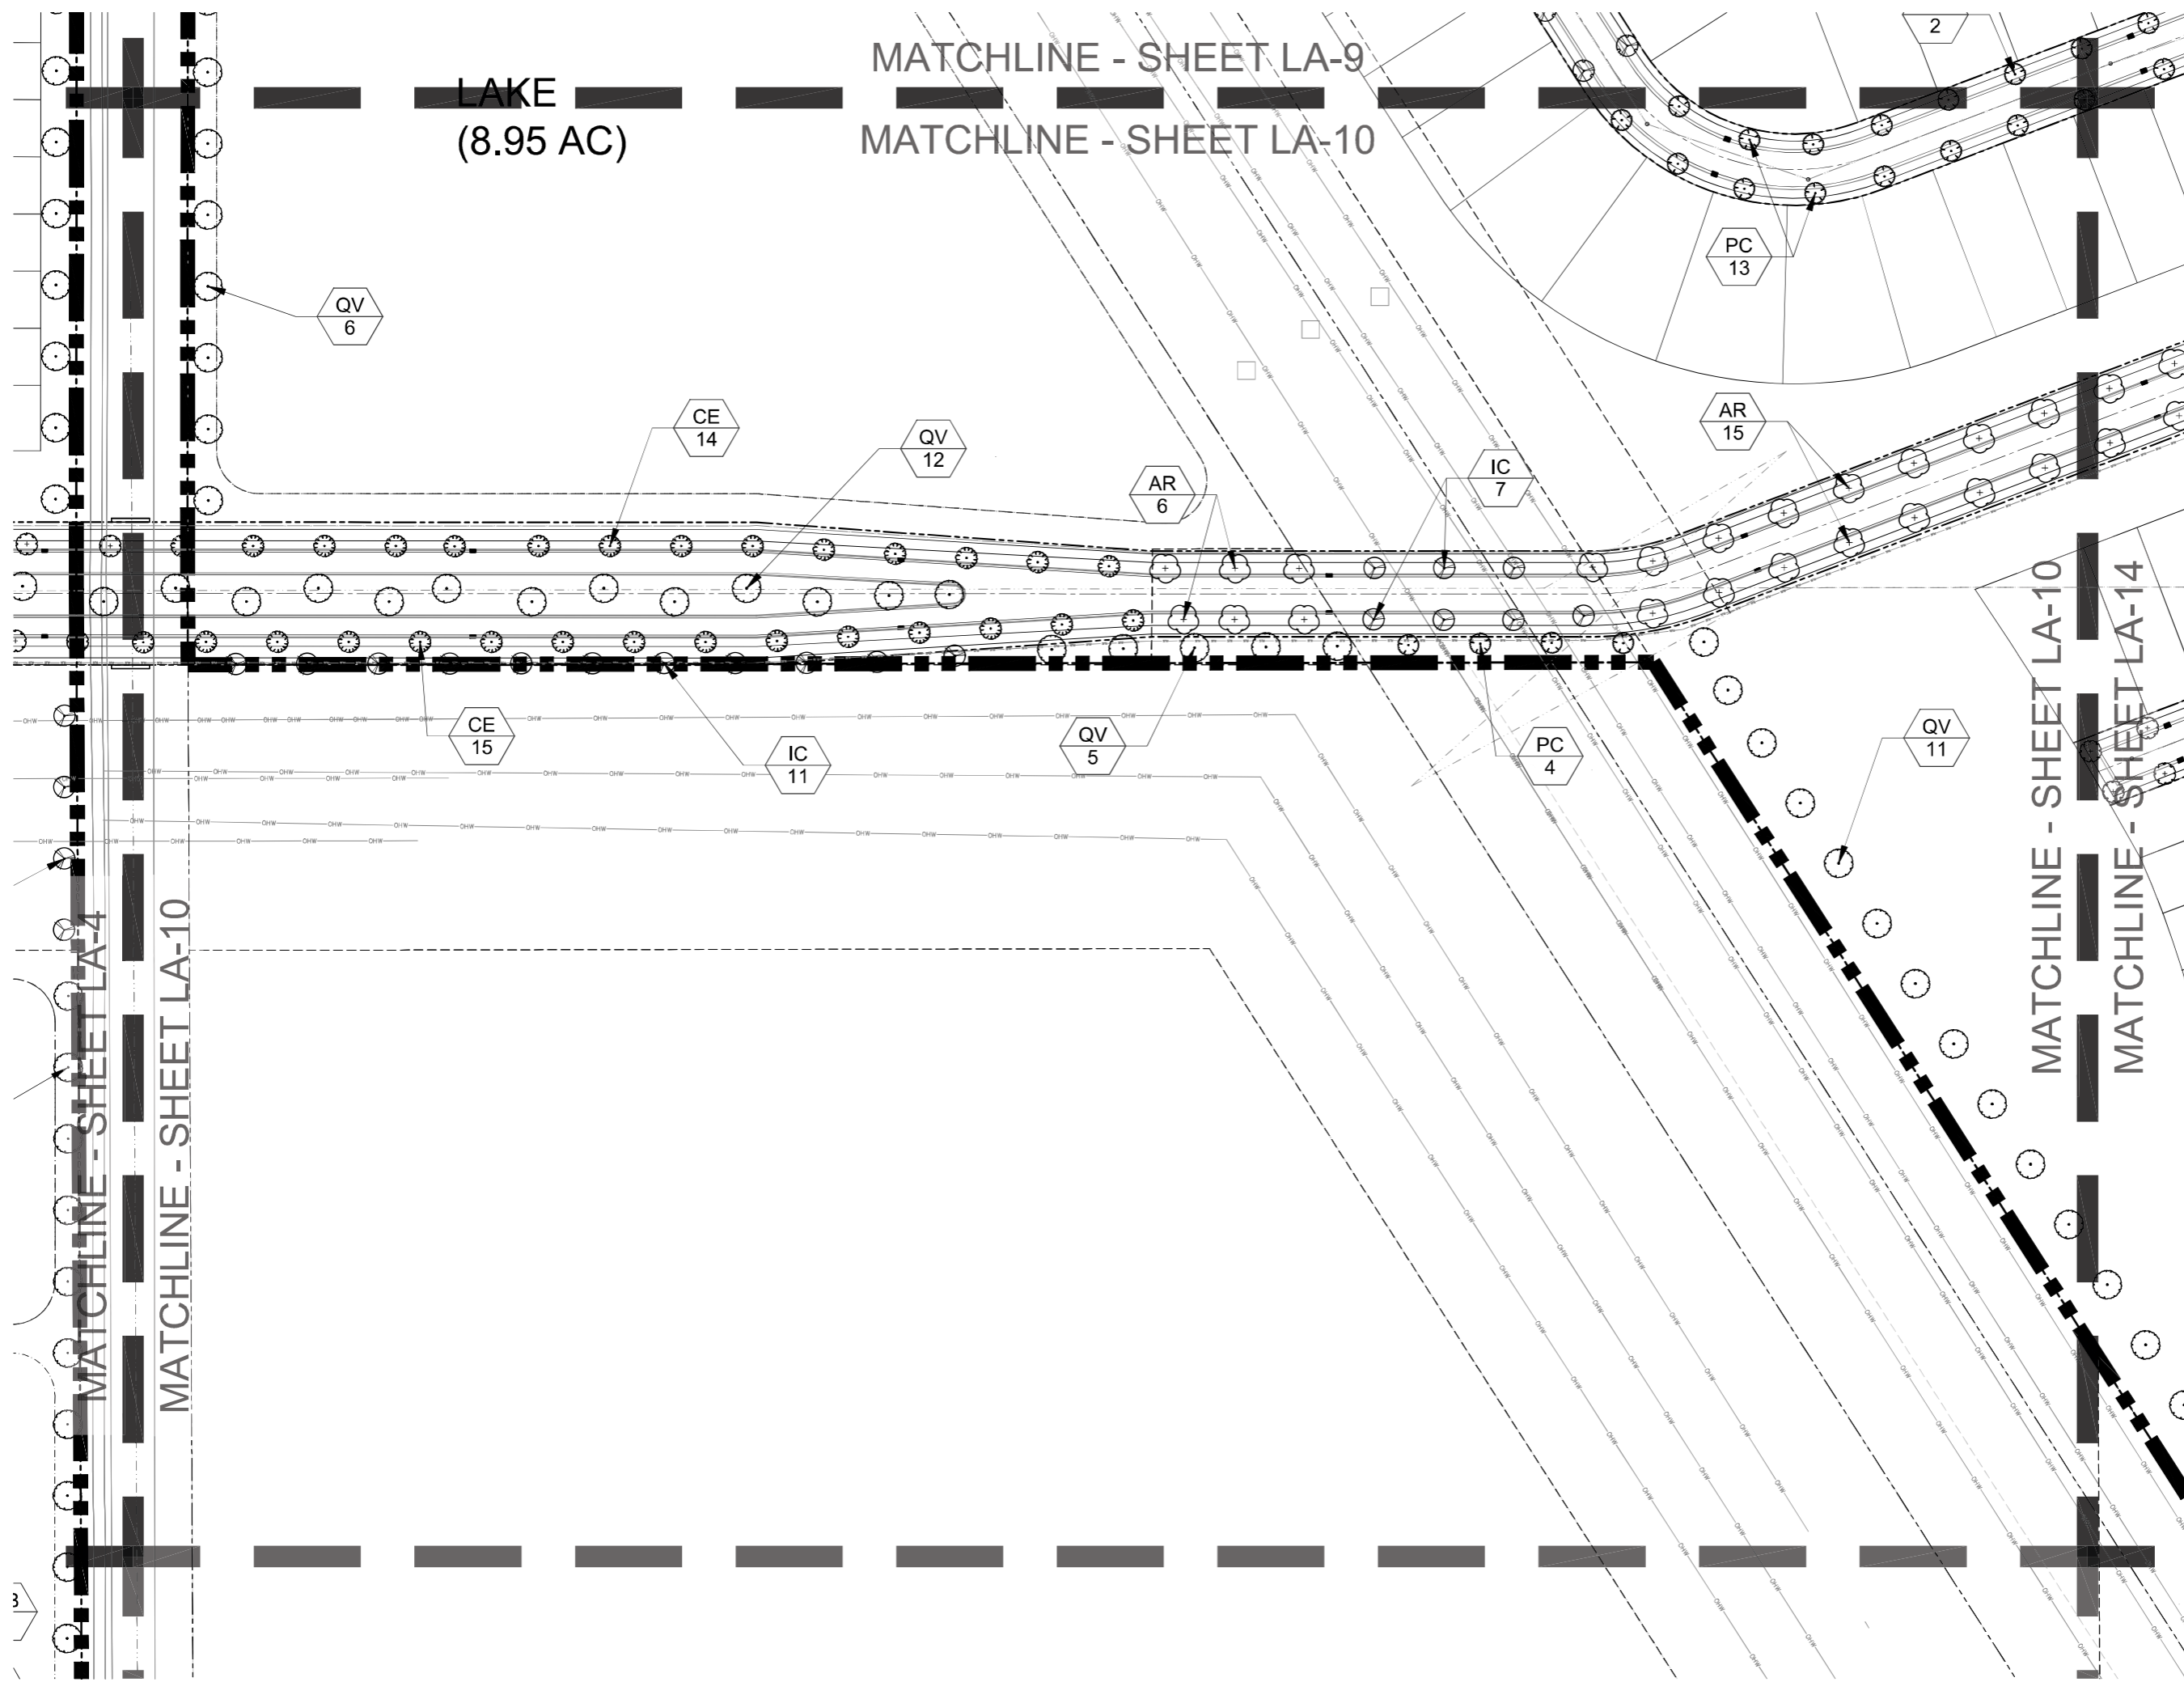 MATCHLINE - SHEET LA-9
LAKE
(8.95 AC)
MATCHLINE - SHEET LA-10
2
PC
13
QV
6
CE
14
QV
12
AR
6
IC
7
AR
15
CE
15
IC
11
QV
5
PC
4
QV
11
MATCHLINE - SHEET LA-4
MATCHLINE - SHEET LA-10
MATCHLINE - SHEET LA-10
MATCHLINE - SHEET LA-14
OHW